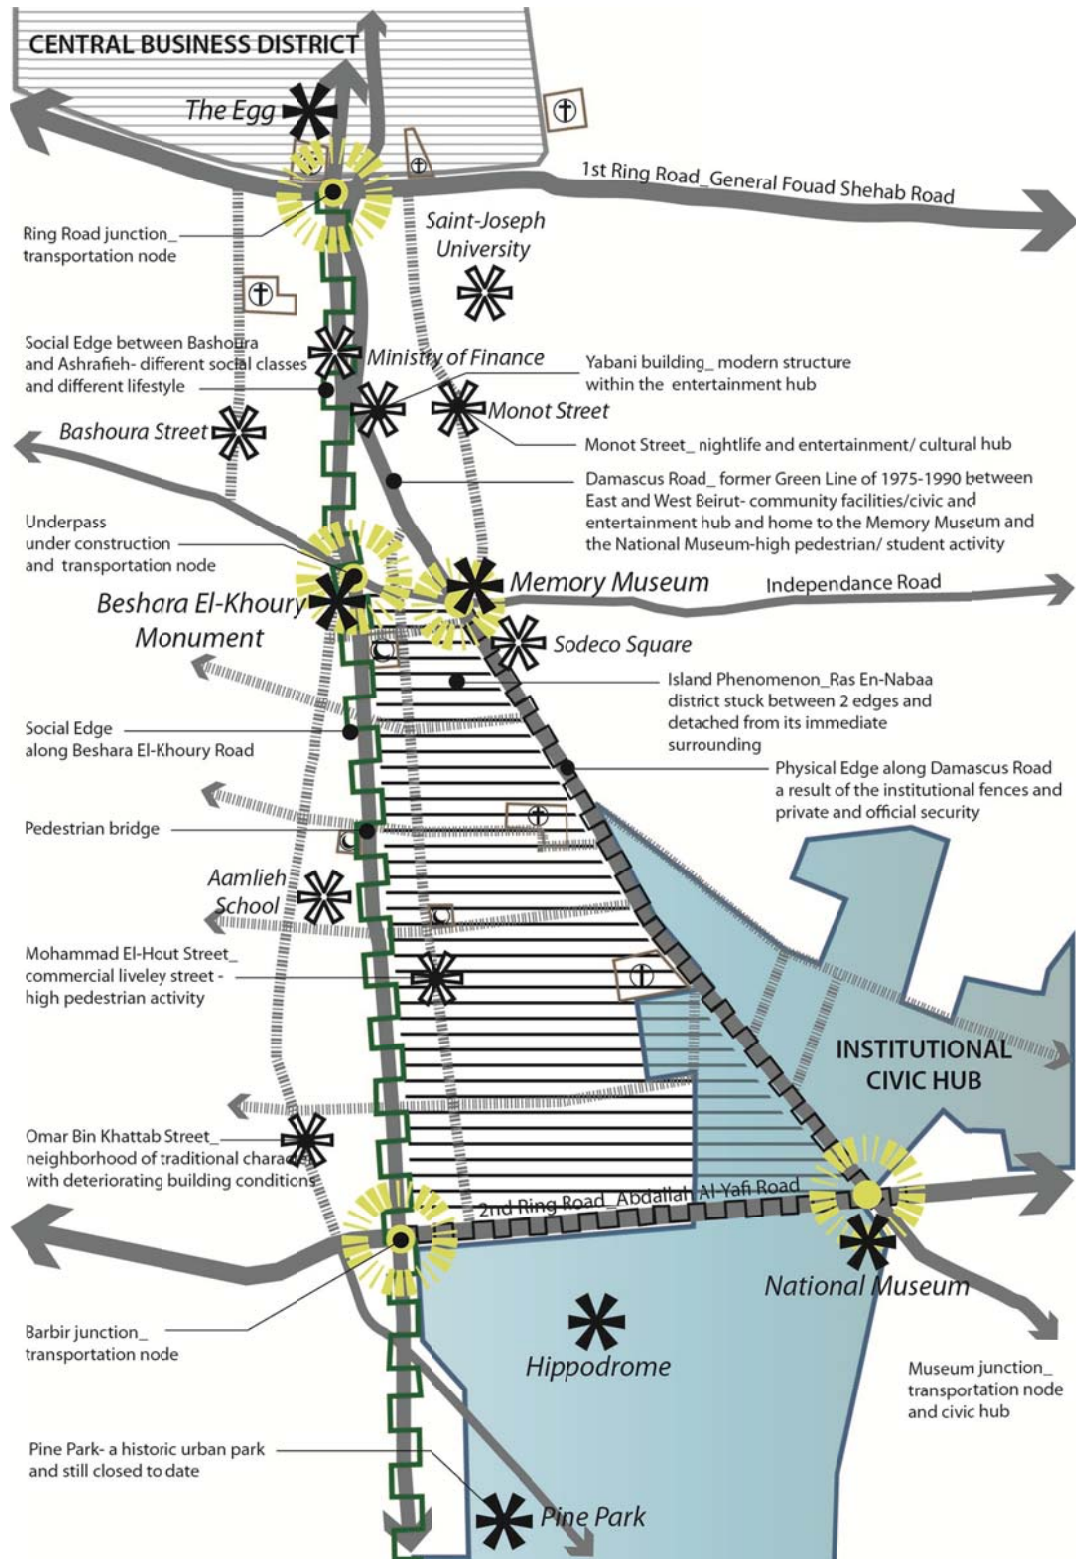 CENTRAL BUSINESS DISTRICT
The Egg
1st Ring Road_General Fouad Shehab Road
Ring Road junction_
transportation node
Saint-Joseph
University
Social Edge between Bashoura
and Ashrafieh- different social classes
and different lifestyle
Ministry of Finance
Yabani building_ modern structure
within the entertainment hub
Bashoura Street
Monot Street
Monot Street_ nightlife and entertainment/ cultural hub
Damascus Road_ former Green Line of 1975-1990 between
East and West Beirut- community facilities/civic and
entertainment hub and home to the Memory Museum and
the National Museum-high pedestrian/ student activity
Underpass
under construction
and transportation node
Beshara El-Khoury
Monument
Memory Museum
Independance Road
Sodeco Square
Island Phenomenon_Ras En-Nabaa
district stuck between 2 edges and
detached from its immediate
surrounding
Social Edge
along Beshara El-Khoury Road
Physical Edge along Damascus Road
a result of the institutional fences and
private and official security
Pedestrian bridge
Aamlieh
School
Mohammad El-Hout Street_
commercial liveley street -
high pedestrian activity
INSTITUTIONAL
CIVIC HUB
Omar Bin Khattab Street_
neighborhood of traditional character
with deteriorating building conditions
2nd Ring Road_Abdallah Al-Yafi Road
National Museum
Barbir junction_
transportation node
Hippodrome
Museum junction_
transportation node
and civic hub
Pine Park- a historic urban park
and still closed to date
Pine Park